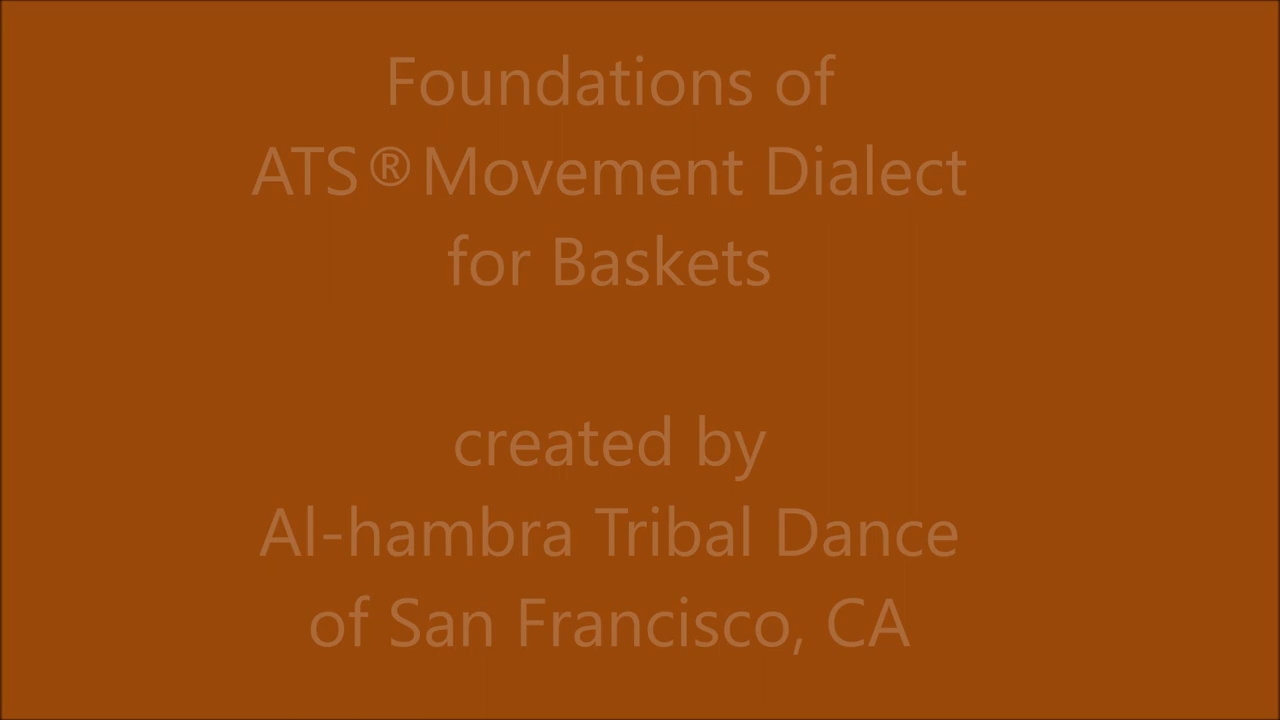 Foundations of
ATS® Movement Dialect
for Baskets
created by
Al-hambra Tribal Dance
of San Francisco, CA